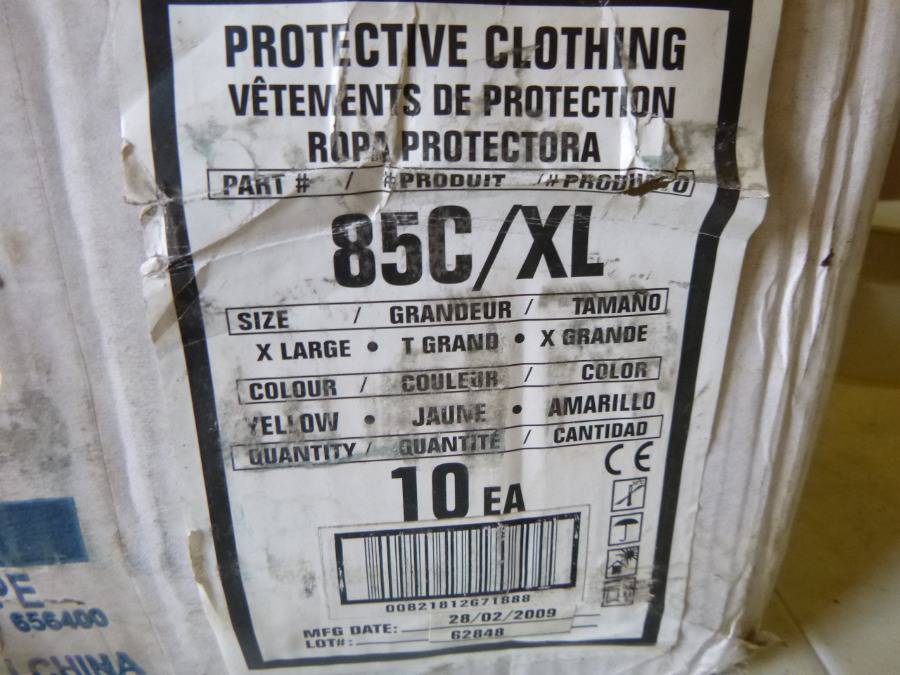 PROTECTIVE CLOTHING
VÊTEMENTS DE PROTECTION
ROPA PROTECTORA
PART # / #PRODUIT / #PRODUCTO
85C/XL
SIZE / GRANDEUR / TAMAÑO
X LARGE • T GRAND • X GRANDE
COLOUR / COULEUR / COLOR
YELLOW • JAUNE • AMARILLO
QUANTITY / QUANTITÉ / CANTIDAD
10 EA
CE
00821812671888
MFG DATE: 28/02/2009
LOT#: 62848
PE
656400
CHINA